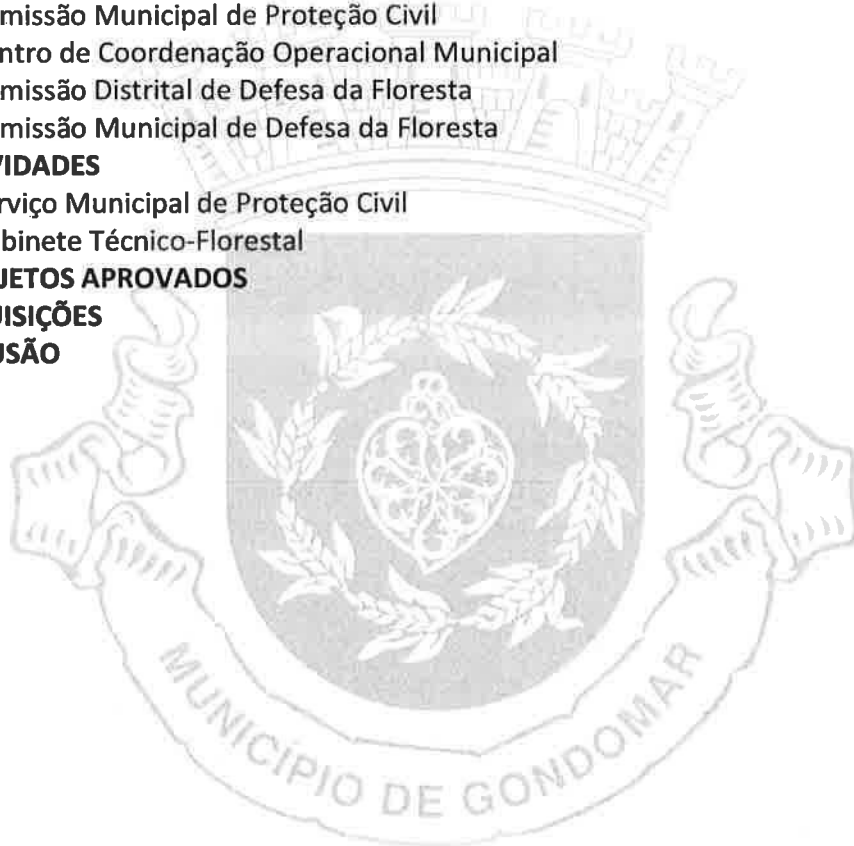 missão Municipal de Proteção Civil
ntro de Coordenação Operacional Municipal
missão Distrital de Defesa da Floresta
missão Municipal de Defesa da Floresta
VIDADES
rviço Municipal de Proteção Civil
binete Técnico-Florestal
JETOS APROVADOS
UISIÇÕES
USÃO
MUNICÍPIO DE GONDOMAR